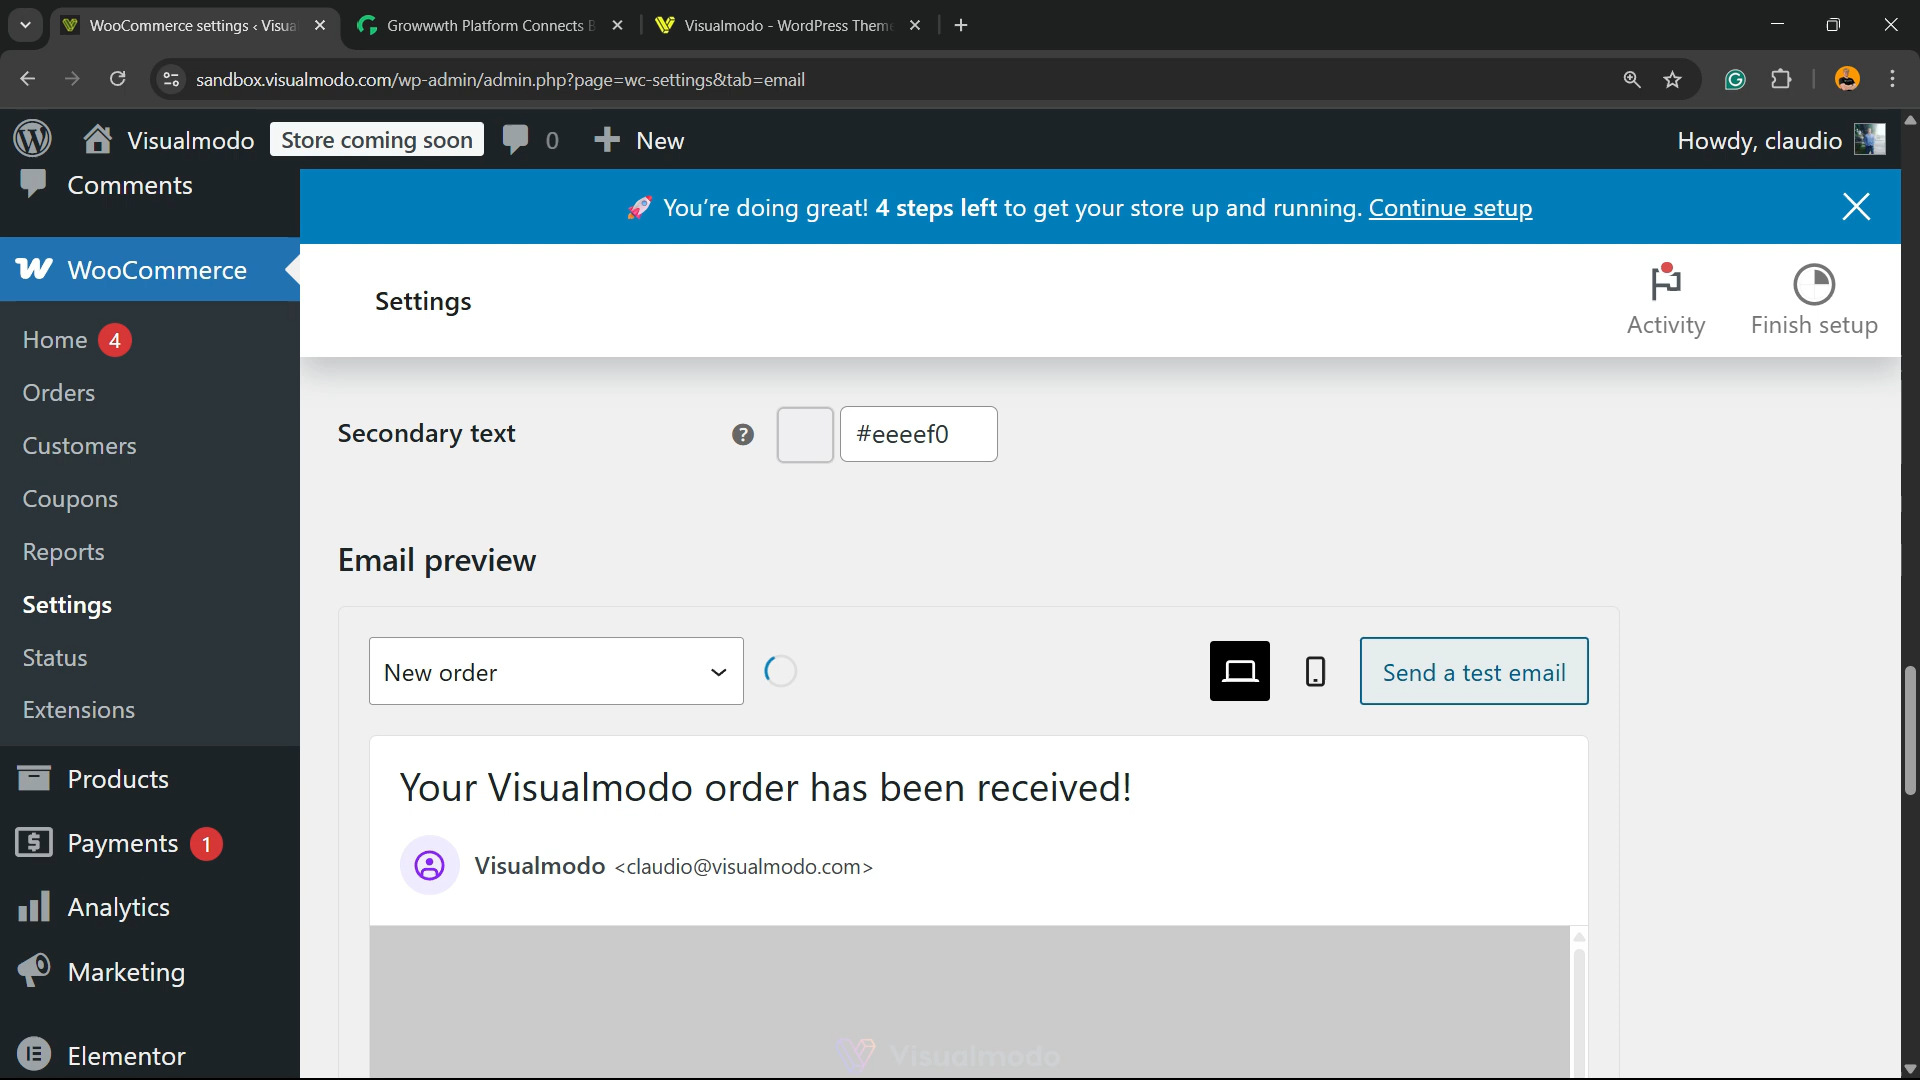 WooCommerce settings ‹ Visua
Growwwth Platform Connects B
Visualmodo - WordPress Theme
sandbox.visualmodo.com/wp-admin/admin.php?page=wc-settings&tab=email
Visualmodo
Store coming soon
0
New
Howdy, claudio
Comments
🚀 You're doing great! 4 steps left to get your store up and running. Continue setup
WooCommerce
Settings
Activity
Finish setup
Home 4
Orders
Customers
Coupons
Reports
Settings
Status
Extensions
Products
Payments 1
Analytics
Marketing
Elementor
Secondary text
?
#eeeef0
Email preview
New order
Send a test email
Your Visualmodo order has been received!
Visualmodo <claudio@visualmodo.com>
Visualmodo